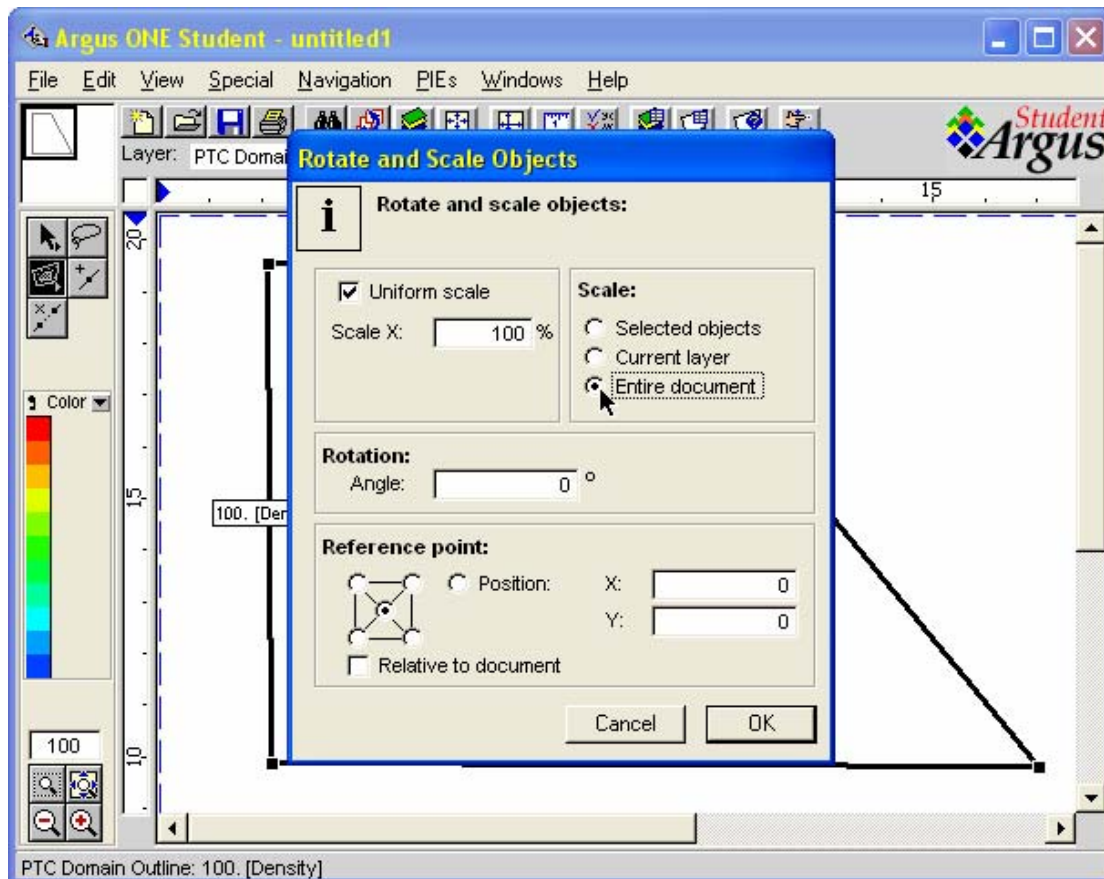 Argus ONE Student - untitled1
File Edit View Special Navigation PIEs Windows Help
Student
Argus
Layer: PTC Domai
15
20
15
10
Color
100. [Den
100
Rotate and Scale Objects
i Rotate and scale objects:
Uniform scale
Scale X: 100 %
Scale:
Selected objects
Current layer
Entire document
Rotation:
Angle: 0 °
Reference point:
Position: X: 0
Y: 0
Relative to document
Cancel OK
PTC Domain Outline: 100. [Density]